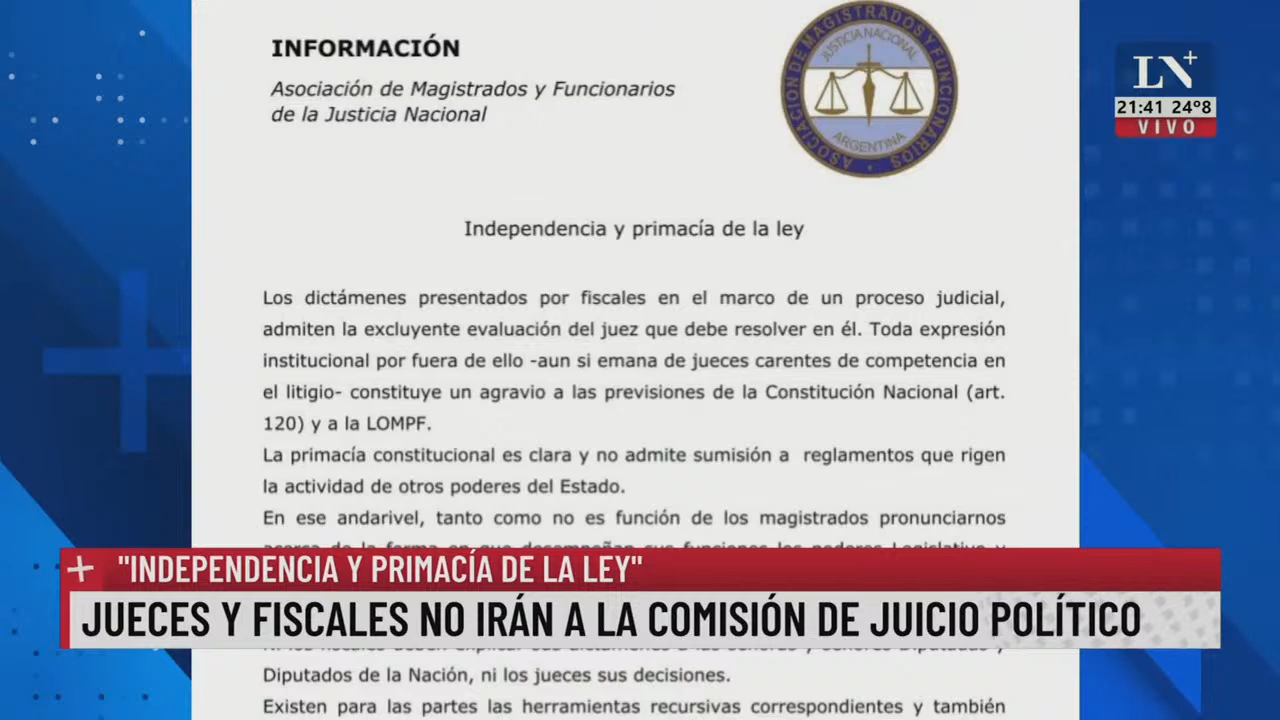 INFORMACIÓN
Asociación de Magistrados y Funcionarios
de la Justicia Nacional
ASOCIACIÓN DE MAGISTRADOS Y FUNCIONARIOS
JUSTICIA NACIONAL
ARGENTINA
LN+
21:41 24º8
VIVO
Independencia y primacía de la ley
Los dictámenes presentados por fiscales en el marco de un proceso judicial,
admiten la excluyente evaluación del juez que debe resolver en él. Toda expresión
institucional por fuera de ello -aun si emana de jueces carentes de competencia en
el litigio- constituye un agravio a las previsiones de la Constitución Nacional (art.
120) y a la LOMPF.
La primacía constitucional es clara y no admite sumisión a reglamentos que rigen
la actividad de otros poderes del Estado.
En ese andarivel, tanto como no es función de los magistrados pronunciarnos
"INDEPENDENCIA Y PRIMACÍA DE LA LEY"
JUECES Y FISCALES NO IRÁN A LA COMISIÓN DE JUICIO POLÍTICO
Diputados de la Nación, ni los jueces sus decisiones.
Existen para las partes las herramientas recursivas correspondientes y también